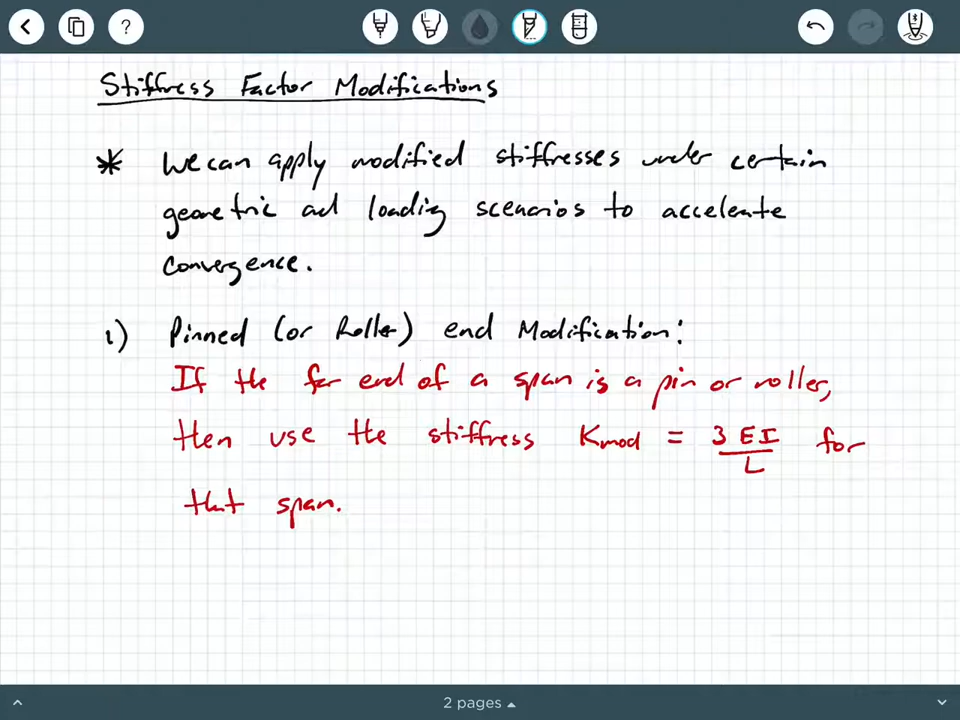 ?
Stiffness Factor Modifications
* We can apply modified stiffnesses under certain
geometric and loading scenarios to accelerate
convergence.
1) Pinned (or Roller) end Modification:
If the far end of a span is a pin or roller,
then use the stiffness Kmod = 3EI/L for
that span.
2 pages